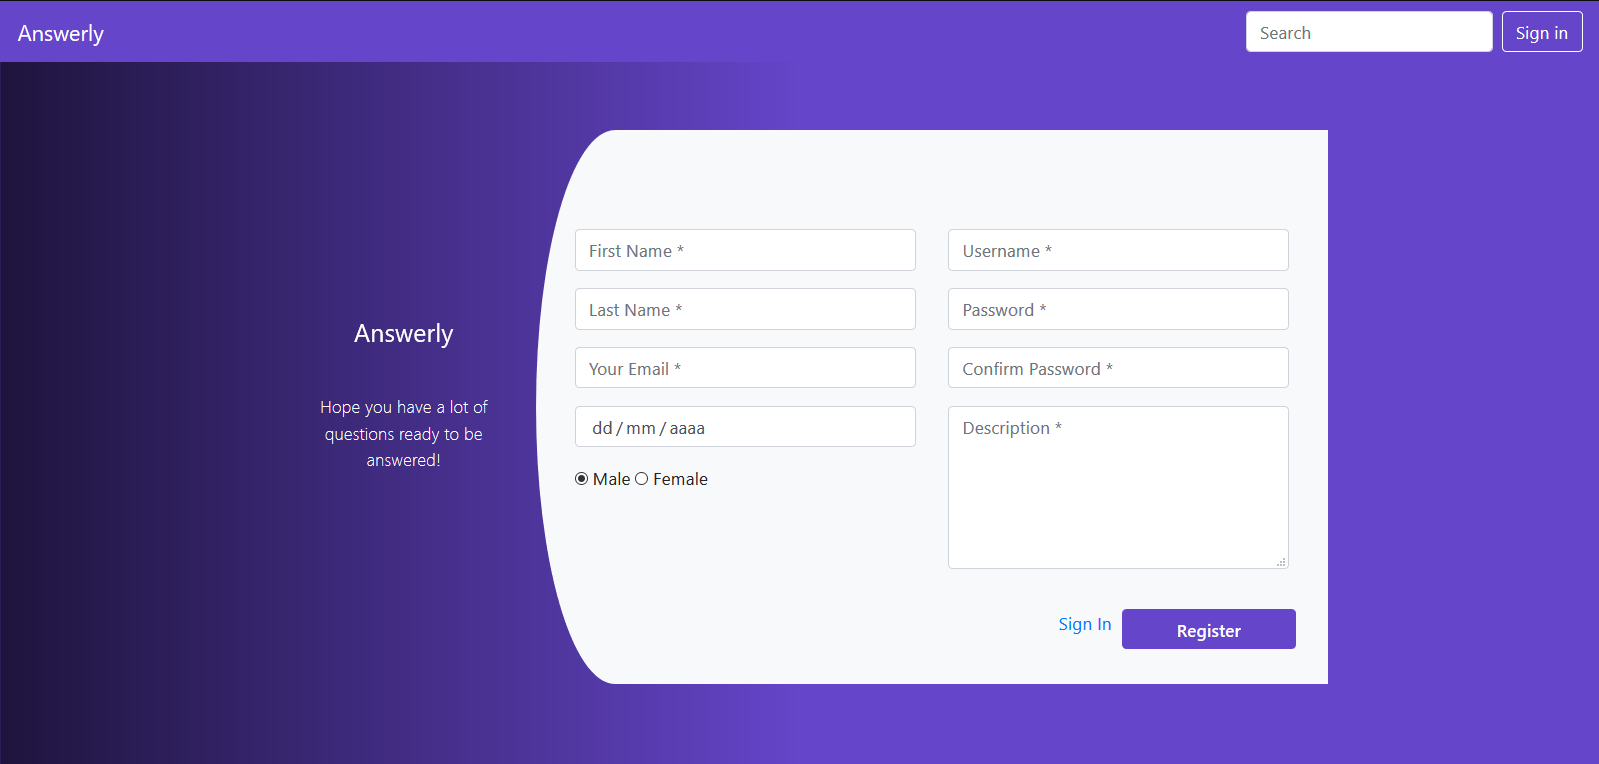 Answerly
Search
Sign in
Answerly
Hope you have a lot of
questions ready to be
answered!
First Name *
Last Name *
Your Email *
dd / mm / aaaa
Male Female
Username *
Password *
Confirm Password *
Description *
Sign In
Register